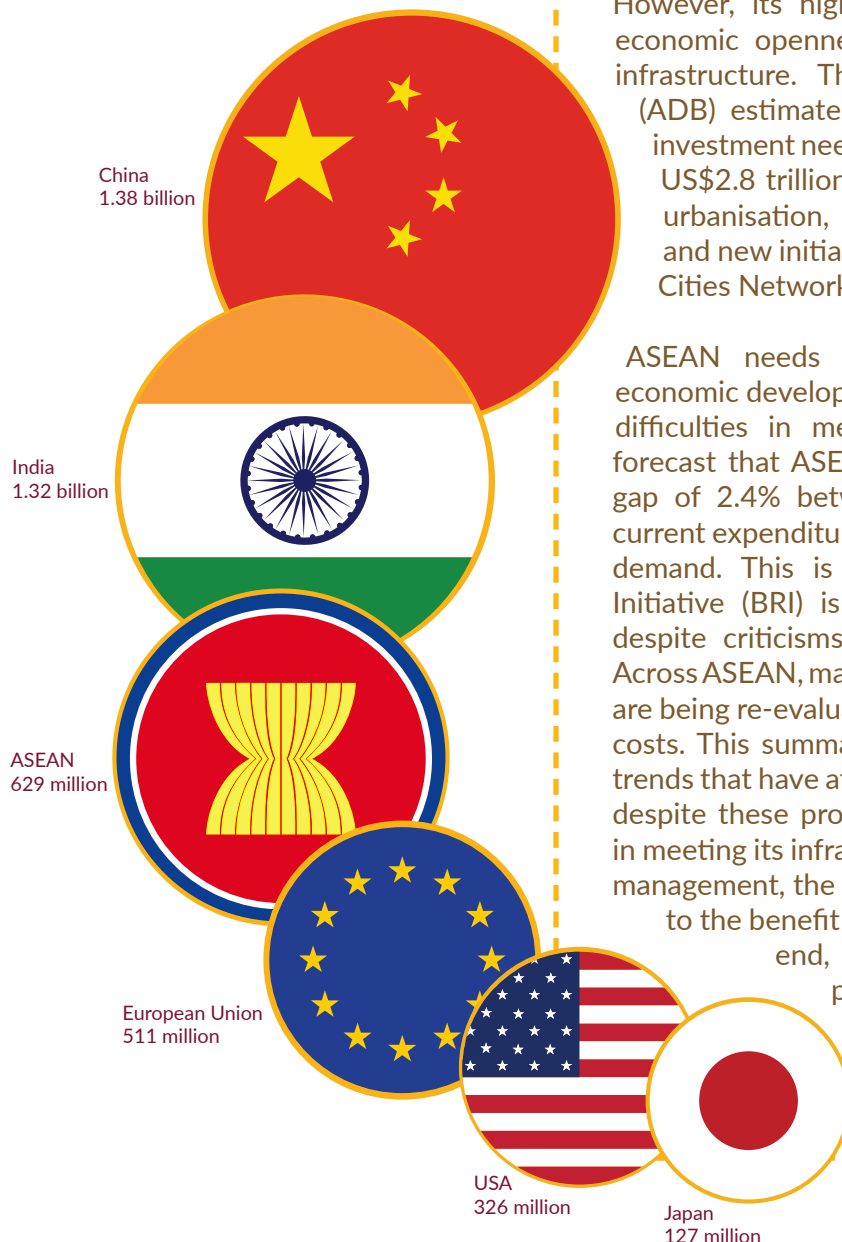 China
1.38 billion
India
1.32 billion
ASEAN
629 million
European Union
511 million
USA
326 million
Japan
127 million
However, its high
economic openne
infrastructure. Th
(ADB) estimate
investment nee
US$2.8 trillion
urbanisation,
and new initia
Cities Network
ASEAN needs
economic develop
difficulties in me
forecast that ASE
gap of 2.4% betw
current expenditu
demand. This is
Initiative (BRI) is
despite criticisms
Across ASEAN, ma
are being re-evalua
costs. This summa
trends that have at
despite these pro
in meeting its infra
management, the
to the benefit
end,
p